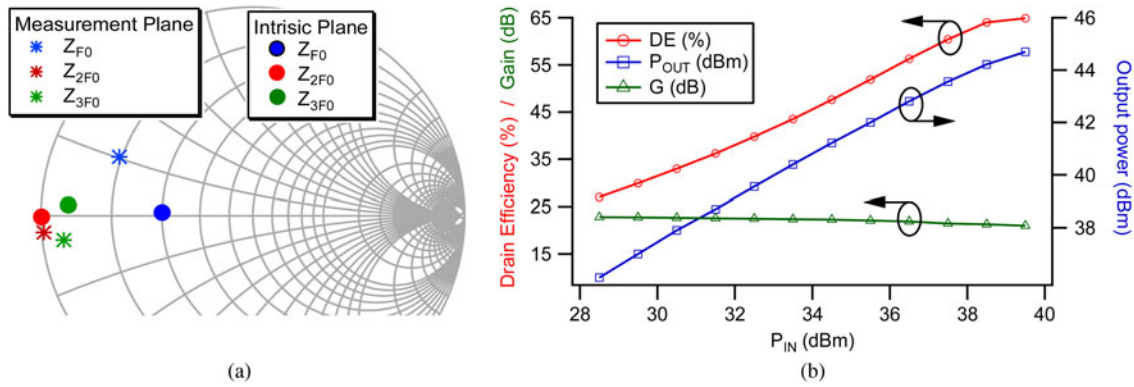 Measurement Plane
Z_F0
Z_2F0
Z_3F0
Intrisic Plane
Z_F0
Z_2F0
Z_3F0
(a)
Drain Efficiency (%) / Gain (dB)
65
55
45
35
25
15
DE (%)
P_OUT (dBm)
G (dB)
46
44
42
40
38
Output power (dBm)
28
30
32
34
36
38
40
P_IN (dBm)
(b)